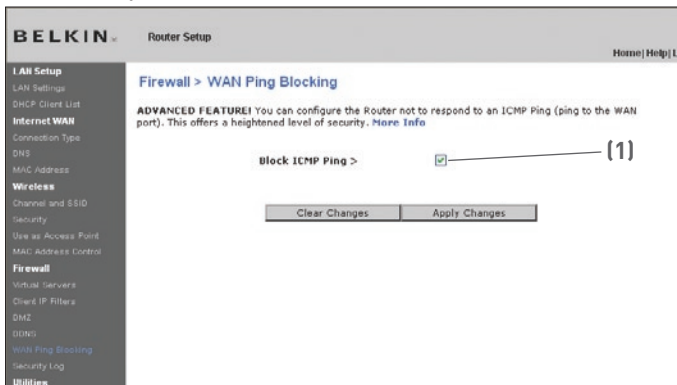 BELKIN
Router Setup
Home| Help|
LAN Setup
LAN Settings
DHCP Client List
Internet WAN
Connection Type
DNS
MAC Address
Wireless
Channel and SSID
Security
Use as Access Point
MAC Address Control
Firewall
Virtual Servers
Client IP Filters
DMZ
DDNS
WAN Ping Blocking
Security Log
Utilities
Firewall > WAN Ping Blocking
ADVANCED FEATURE! You can configure the Router not to respond to an ICMP Ping (ping to the WAN
port). This offers a heightened level of security. More Info
Block ICMP Ping >
(1)
Clear Changes
Apply Changes